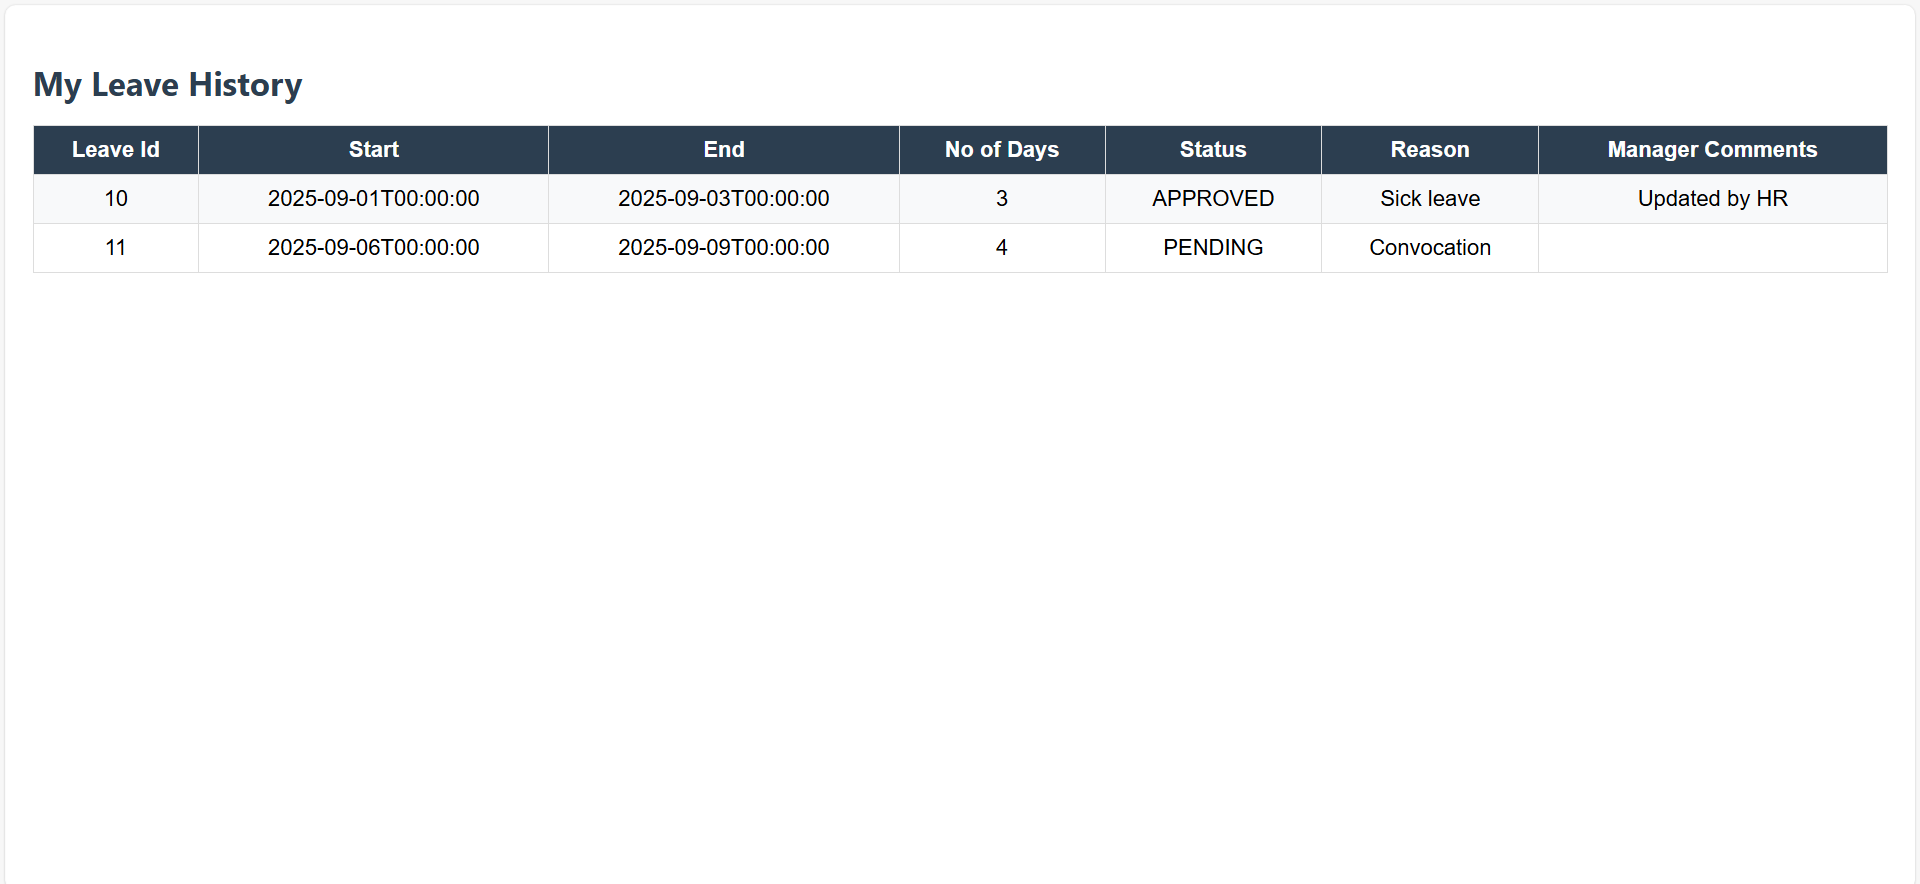 My Leave History
Leave Id Start End No of Days Status Reason Manager Comments
10 2025-09-01T00:00:00 2025-09-03T00:00:00 3 APPROVED Sick leave Updated by HR
11 2025-09-06T00:00:00 2025-09-09T00:00:00 4 PENDING Convocation